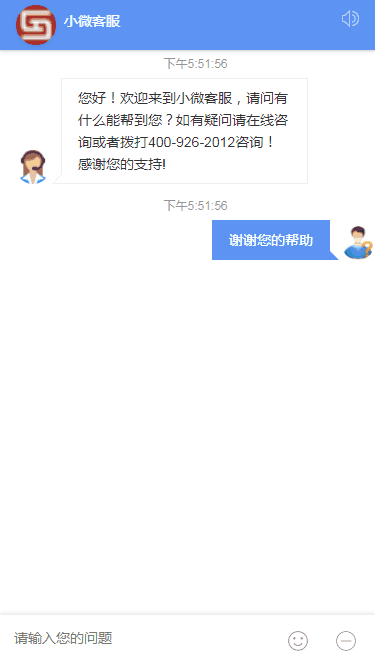 小微客服
下午5:51:56
您好！欢迎来到小微客服，请问有
什么能帮到您？如有疑问请在线咨
询或者拨打400-926-2012咨询！
感谢您的支持!
下午5:51:56
谢谢您的帮助
请输入您的问题